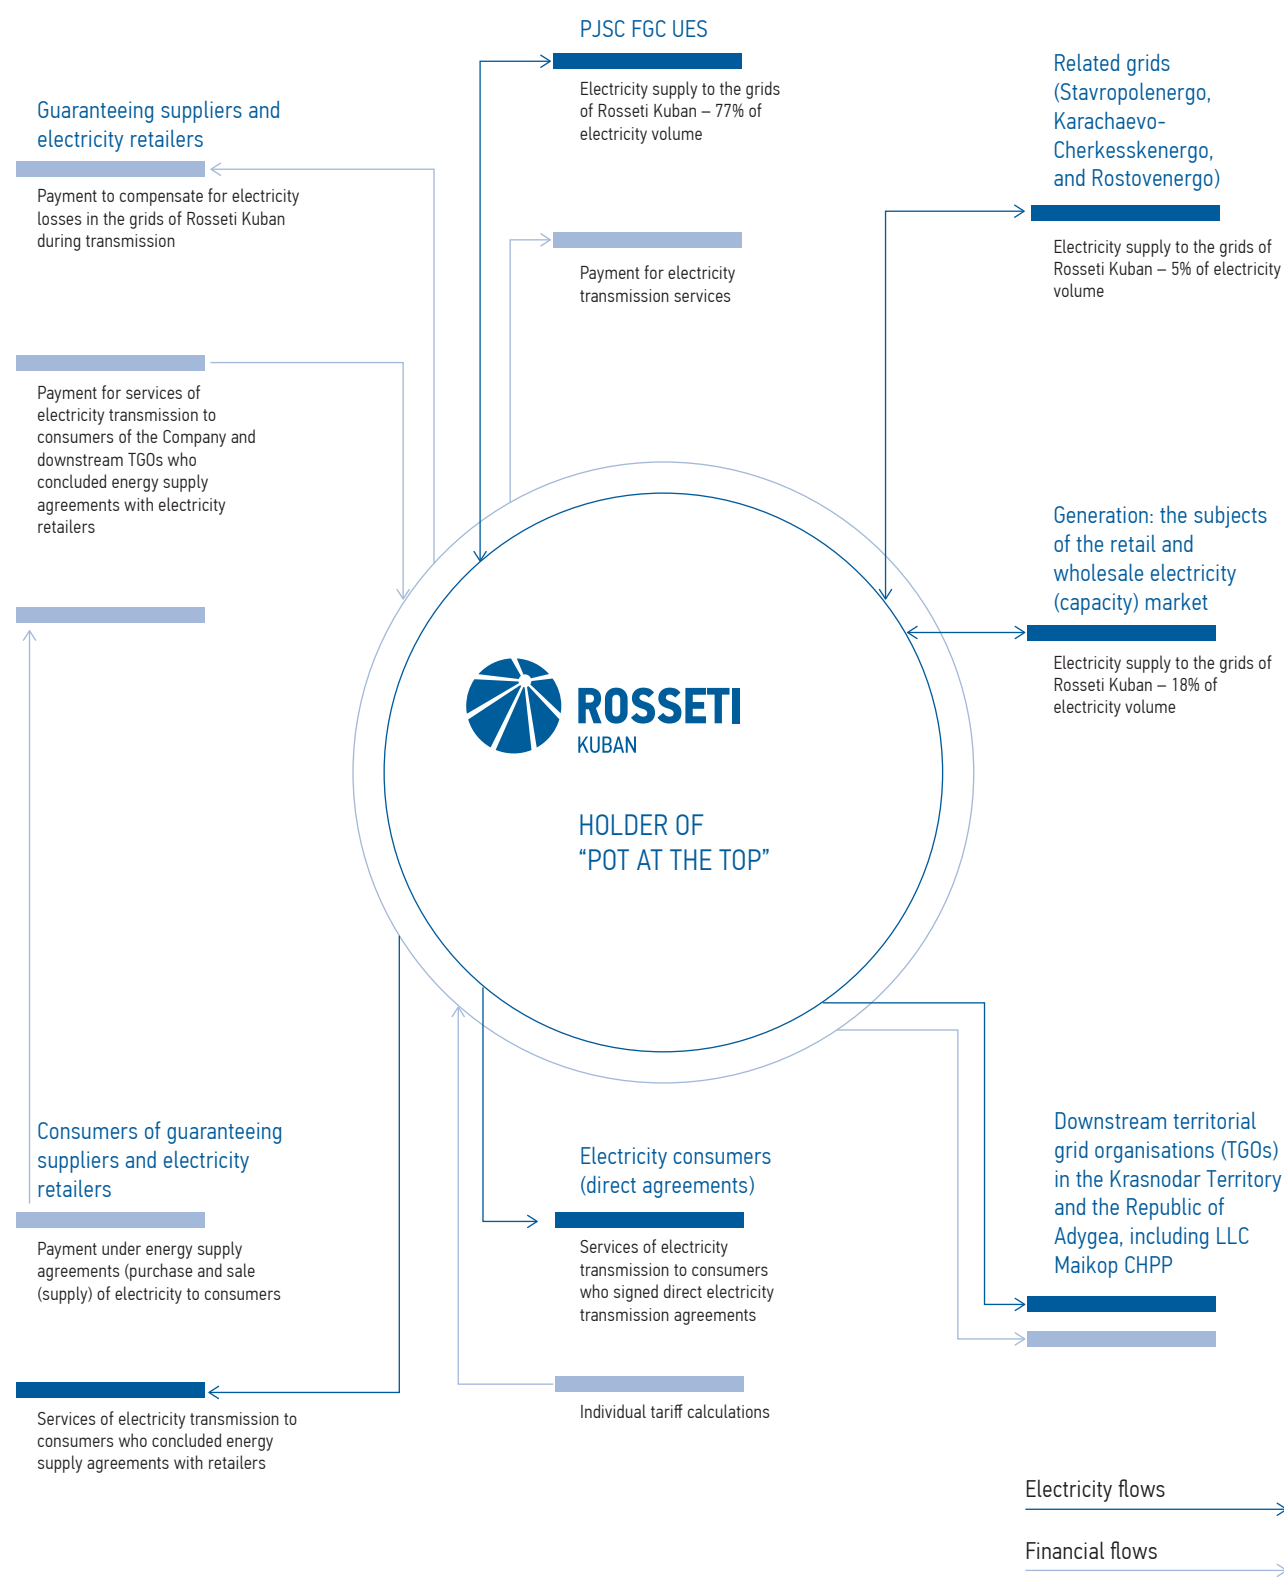 PJSC FGC UES
Electricity supply to the grids
of Rosseti Kuban – 77% of
electricity volume
Payment for electricity
transmission services
Guaranteeing suppliers and
electricity retailers
Payment to compensate for electricity
losses in the grids of Rosseti Kuban
during transmission
Payment for services of
electricity transmission to
consumers of the Company and
downstream TGOs who
concluded energy supply
agreements with electricity
retailers
Related grids
(Stavropolenergo,
Karachaevo-
Cherkesskenergo,
and Rostovenergo)
Electricity supply to the grids of
Rosseti Kuban – 5% of electricity
volume
Generation: the subjects
of the retail and
wholesale electricity
(capacity) market
Electricity supply to the grids of
Rosseti Kuban – 18% of
electricity volume
ROSSETI
KUBAN
HOLDER OF
“POT AT THE TOP”
Consumers of guaranteeing
suppliers and electricity
retailers
Payment under energy supply
agreements (purchase and sale
(supply) of electricity to consumers
Services of electricity transmission to
consumers who concluded energy
supply agreements with retailers
Electricity consumers
(direct agreements)
Services of electricity
transmission to consumers
who signed direct electricity
transmission agreements
Individual tariff calculations
Downstream territorial
grid organisations (TGOs)
in the Krasnodar Territory
and the Republic of
Adygea, including LLC
Maikop CHPP
Electricity flows
Financial flows